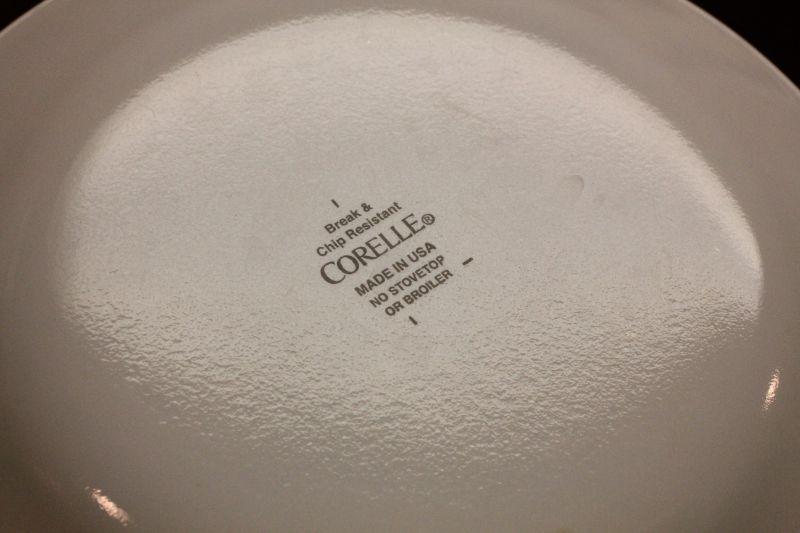 Break &
Chip Resistant
CORELLE®
MADE IN USA
NO STOVETOP
OR BROILER